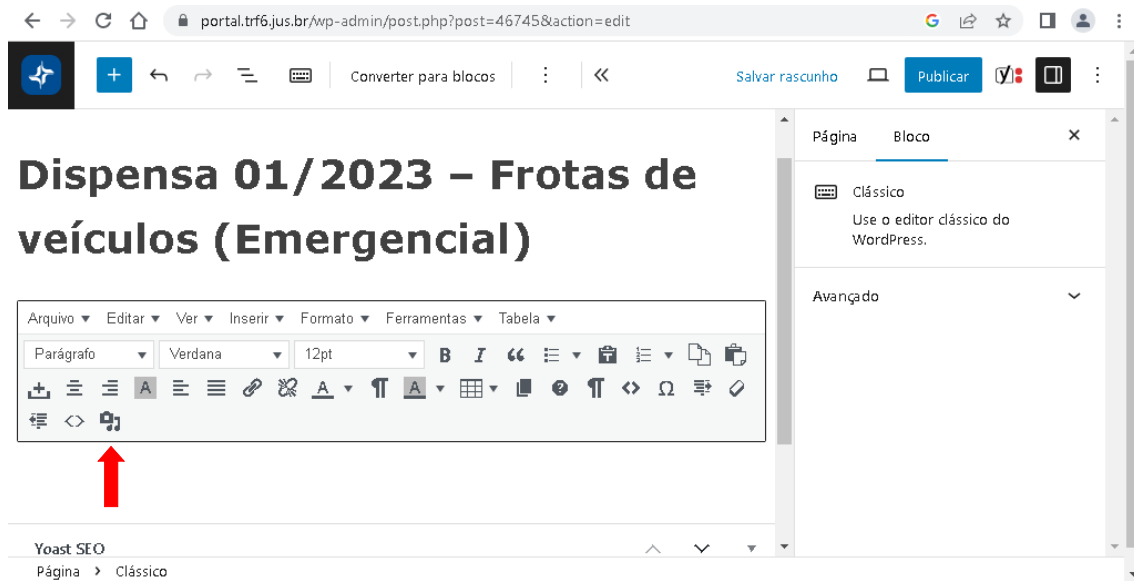 portal.trf6.jus.br/wp-admin/post.php?post=46745&action=edit
Converter para blocos
Salvar rascunho
Publicar
Dispensa 01/2023 – Frotas de
veículos (Emergencial)
Arquivo Editar Ver Inserir Formato Ferramentas Tabela
Parágrafo Verdana 12pt
Página Bloco
Clássico
Use o editor clássico do
WordPress.
Avançado
Yoast SEO
Página > Clássico